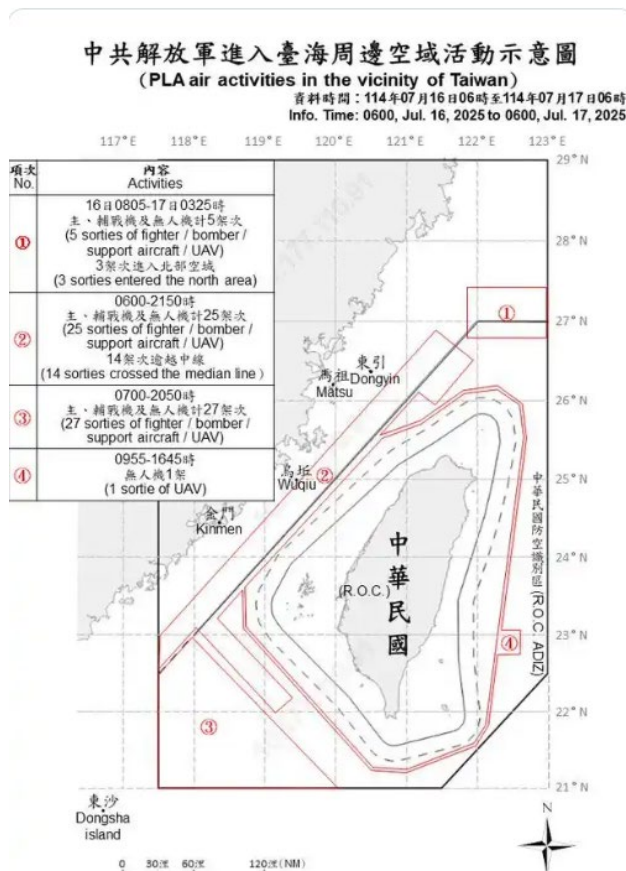 中共解放軍進入臺海周邊空域活動示意圖
(PLA air activities in the vicinity of Taiwan)
資料時間：114年07月16日06時至114年07月17日06時
Info. Time: 0600, Jul. 16, 2025 to 0600, Jul. 17, 2025
117°E 118°E 119°E 120°E 121°E 122°E 123°E
項次 內容
No. Activities
①
16日0805-17日0325時
主、輔戰機及無人機計5架次
(5 sorties of fighter / bomber /
support aircraft / UAV)
3架次進入北部空域
(3 sorties entered the north area)
②
0600-2150時
主、輔戰機及無人機計25架次
(25 sorties of fighter / bomber /
support aircraft / UAV)
14架次逾越中線
(14 sorties crossed the median line)
③
0700-2050時
主、輔戰機及無人機計27架次
(27 sorties of fighter / bomber /
support aircraft / UAV)
④
0955-1645時
無人機1架
(1 sortie of UAV)
29°N
28°N
27°N
26°N
25°N
24°N
23°N
22°N
21°N
①
東引
Dongyin
馬祖
Matsu
②
烏坵
Wuqiu
金門
Kinmen
中華民國
(R.O.C.)
中華民國防空識別區(R.O.C. ADIZ)
④
③
東沙
Dongsha
island
N
0 30浬 60浬 120浬(NM)